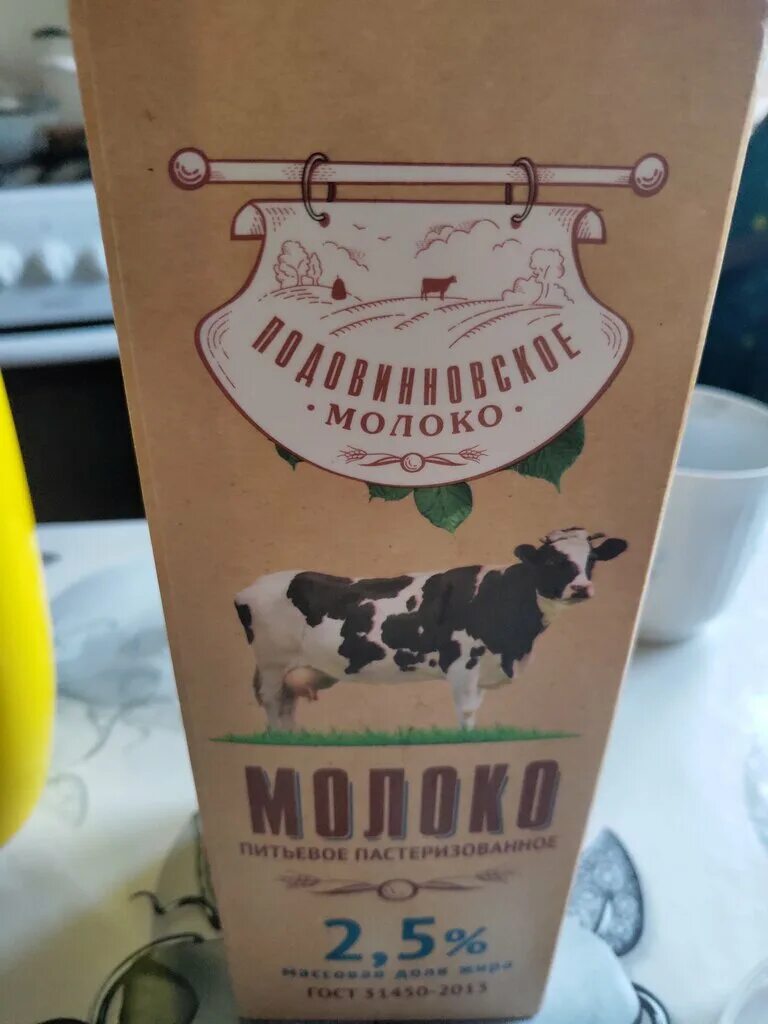 ПОДОВИННОВСКОЕ
·МОЛОКО·
МОЛОКО
ПИТЬЕВОЕ ПАСТЕРИЗОВАННОЕ
2,5%
массовая доля жира
ГОСТ 31450-2013